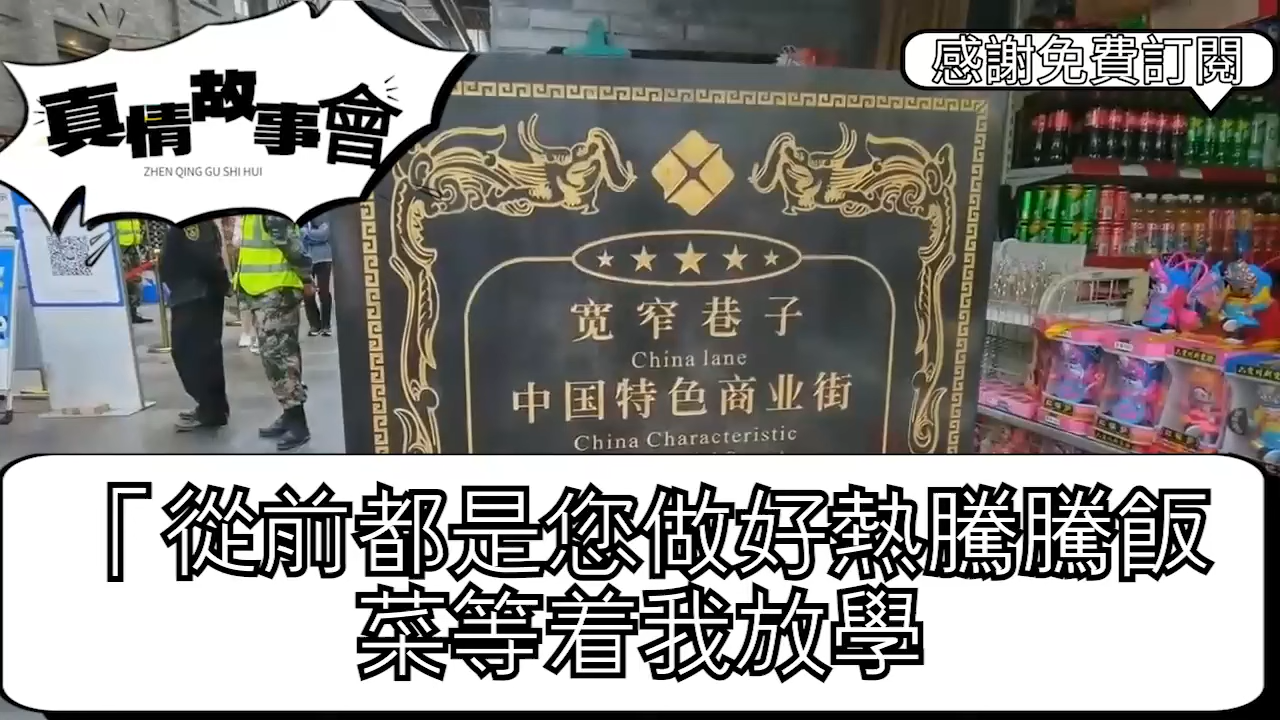 真情故事會
ZHEN QING GU SHI HUI
感謝免費訂閱
宽窄巷子
China lane
中国特色商业街
China Characteristic
「從前都是您做好熱騰騰飯
菜等着我放學